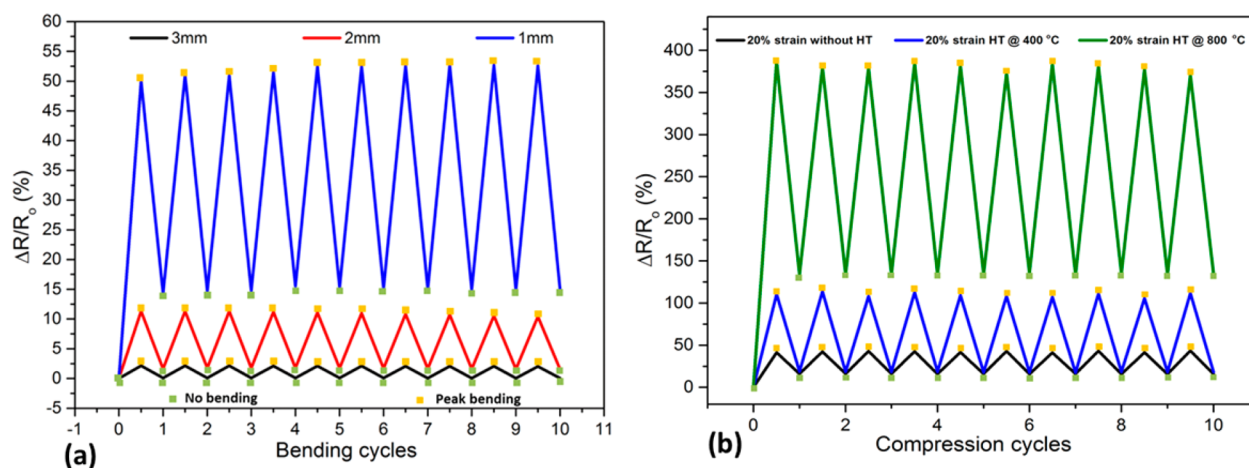 3mm 2mm 1mm
60
55
50
45
40
35
30
25
20
15
10
5
0
-5
ΔR/Ro (%)
No bending Peak bending
-1 0 1 2 3 4 5 6 7 8 9 10 11
(a) Bending cycles
20% strain without HT 20% strain HT @ 400 °C 20% strain HT @ 800 °C
400
350
300
250
200
150
100
50
0
ΔR/Ro (%)
0 2 4 6 8 10
(b) Compression cycles